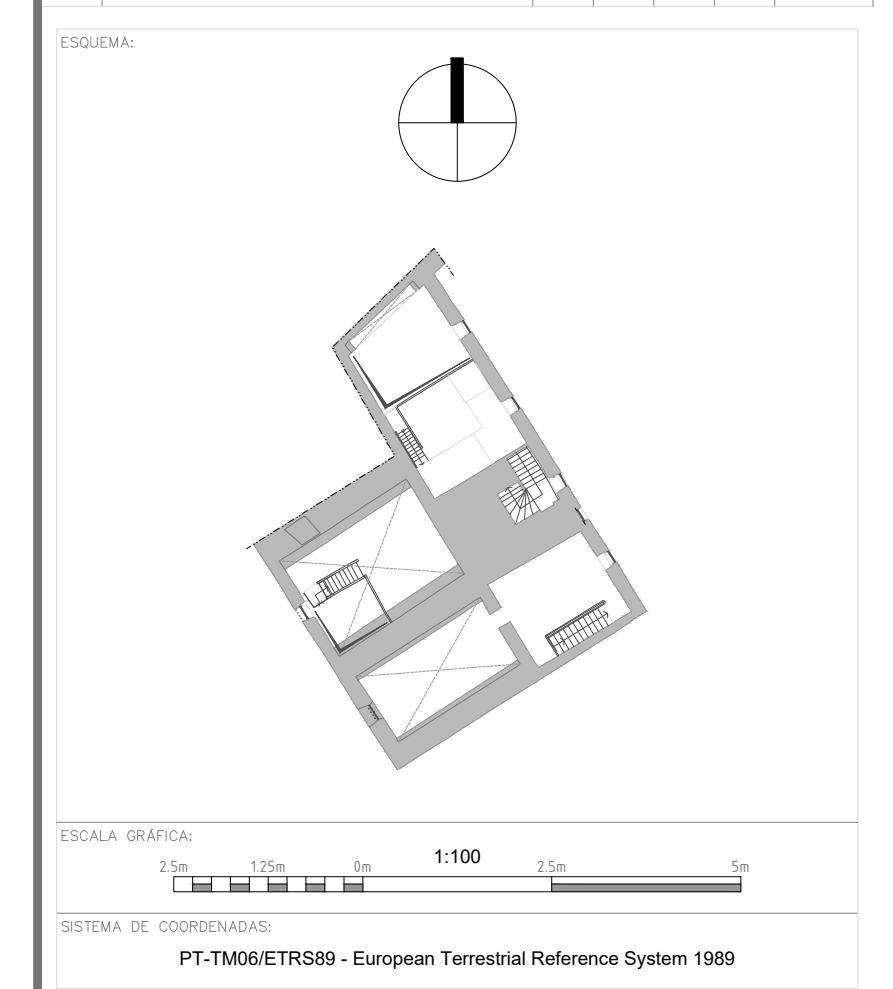 ESQUEMA:
ESCALA GRÁFICA:
1:100
2.5m 1.25m 0m 2.5m 5m
SISTEMA DE COORDENADAS:
PT-TM06/ETRS89 - European Terrestrial Reference System 1989